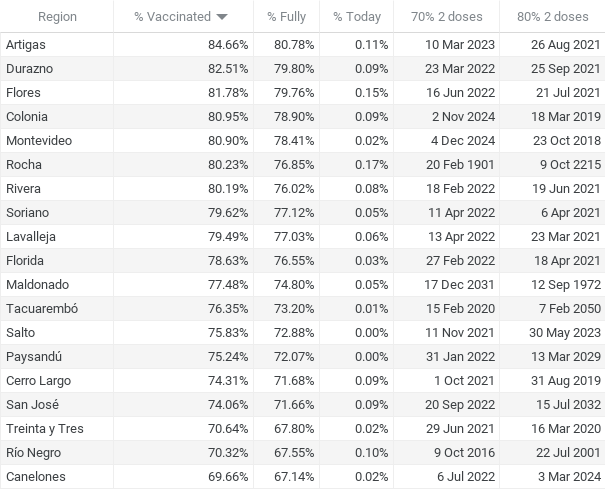 Region % Vaccinated % Fully % Today 70% 2 doses 80% 2 doses
Artigas 84.66% 80.78% 0.11% 10 Mar 2023 26 Aug 2021
Durazno 82.51% 79.80% 0.09% 23 Mar 2022 25 Sep 2021
Flores 81.78% 79.76% 0.15% 16 Jun 2022 21 Jul 2021
Colonia 80.95% 78.90% 0.09% 2 Nov 2024 18 Mar 2019
Montevideo 80.90% 78.41% 0.02% 4 Dec 2024 23 Oct 2018
Rocha 80.23% 76.85% 0.17% 20 Feb 1901 9 Oct 2215
Rivera 80.19% 76.02% 0.08% 18 Feb 2022 19 Jun 2021
Soriano 79.62% 77.12% 0.05% 11 Apr 2022 6 Apr 2021
Lavalleja 79.49% 77.03% 0.06% 13 Apr 2022 23 Mar 2021
Florida 78.63% 76.55% 0.03% 27 Feb 2022 18 Apr 2021
Maldonado 77.48% 74.80% 0.05% 17 Dec 2031 12 Sep 1972
Tacuarembó 76.35% 73.20% 0.01% 15 Feb 2020 7 Feb 2050
Salto 75.83% 72.88% 0.00% 11 Nov 2021 30 May 2023
Paysandú 75.24% 72.07% 0.00% 31 Jan 2022 13 Mar 2029
Cerro Largo 74.31% 71.68% 0.09% 1 Oct 2021 31 Aug 2019
San José 74.06% 71.66% 0.09% 20 Sep 2022 15 Jul 2032
Treinta y Tres 70.64% 67.80% 0.02% 29 Jun 2021 16 Mar 2020
Río Negro 70.32% 67.55% 0.10% 9 Oct 2016 22 Jul 2001
Canelones 69.66% 67.14% 0.02% 6 Jul 2022 3 Mar 2024